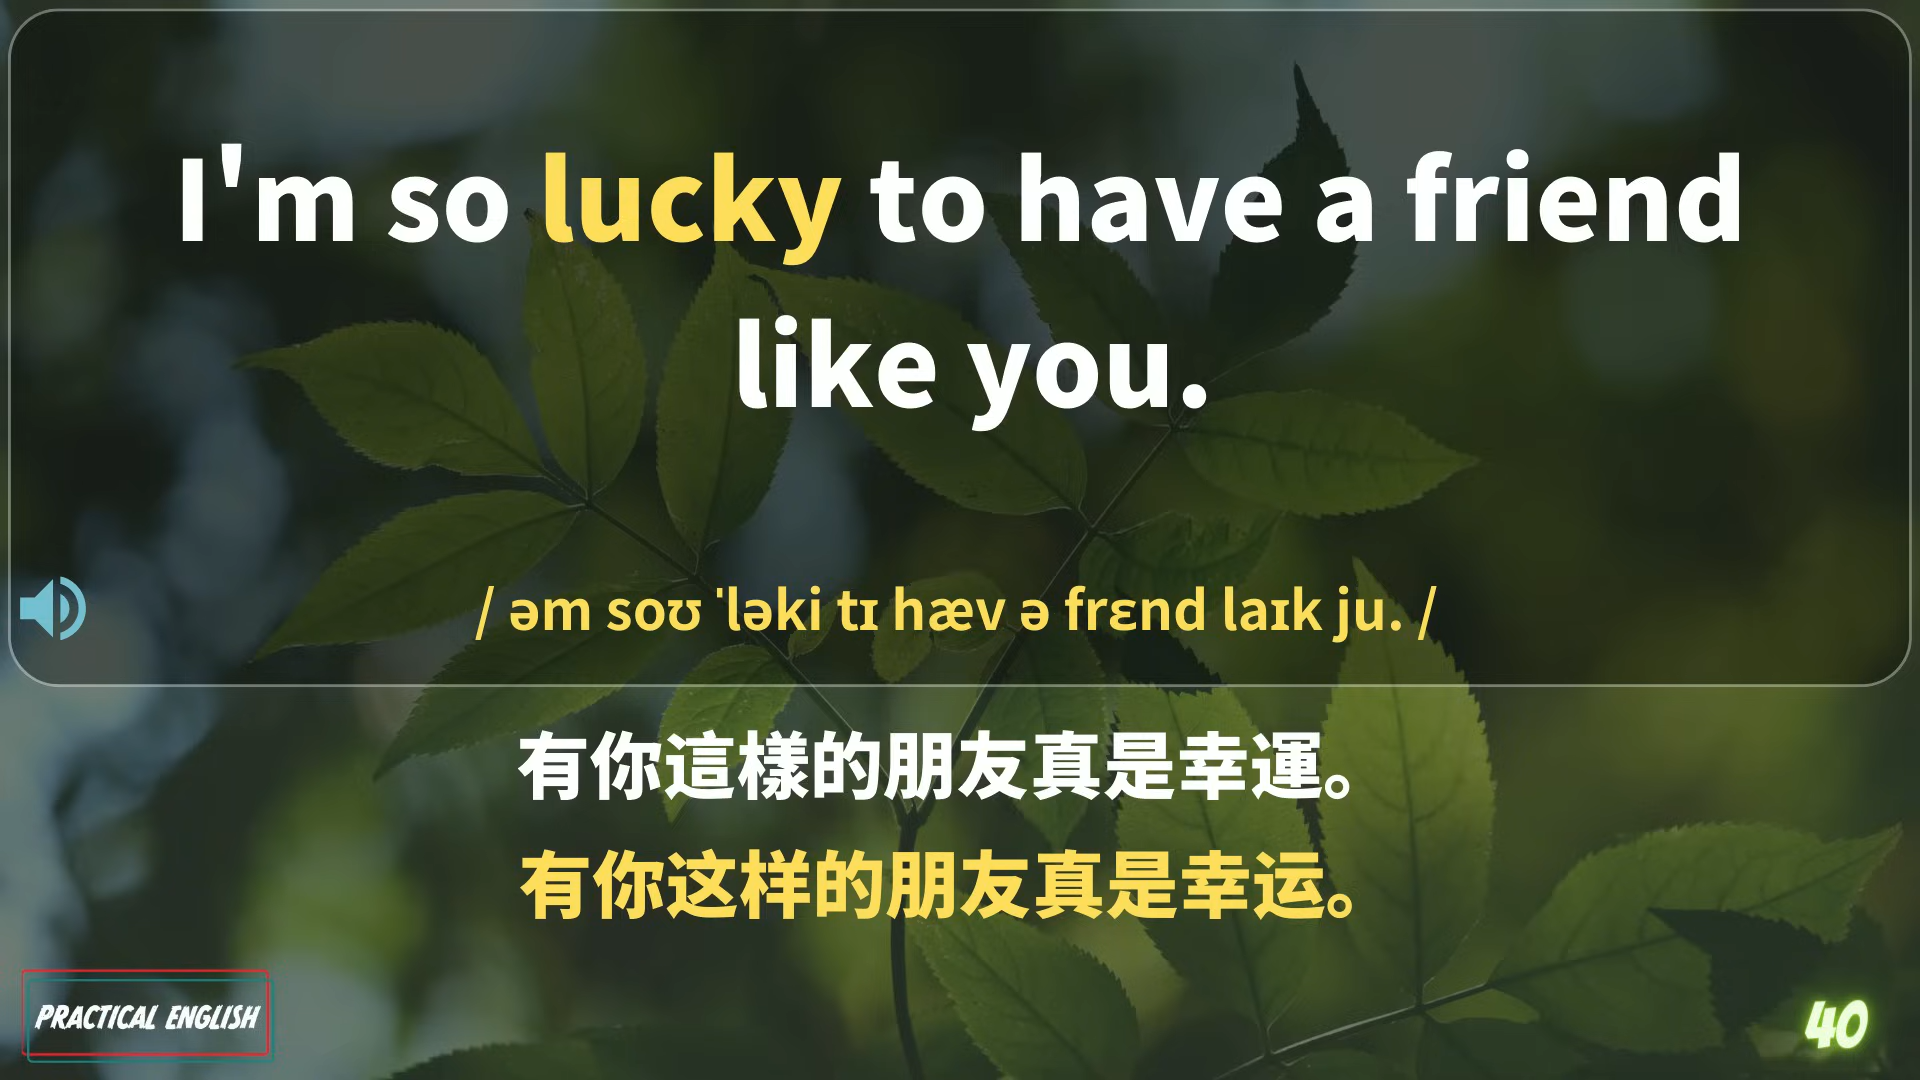 I'm so lucky to have a friend
like you.
/ əm soʊ ˈləki tɪ hæv ə frɛnd laɪk ju. /
有你這樣的朋友真是幸運。
有你这样的朋友真是幸运。
PRACTICAL ENGLISH
40